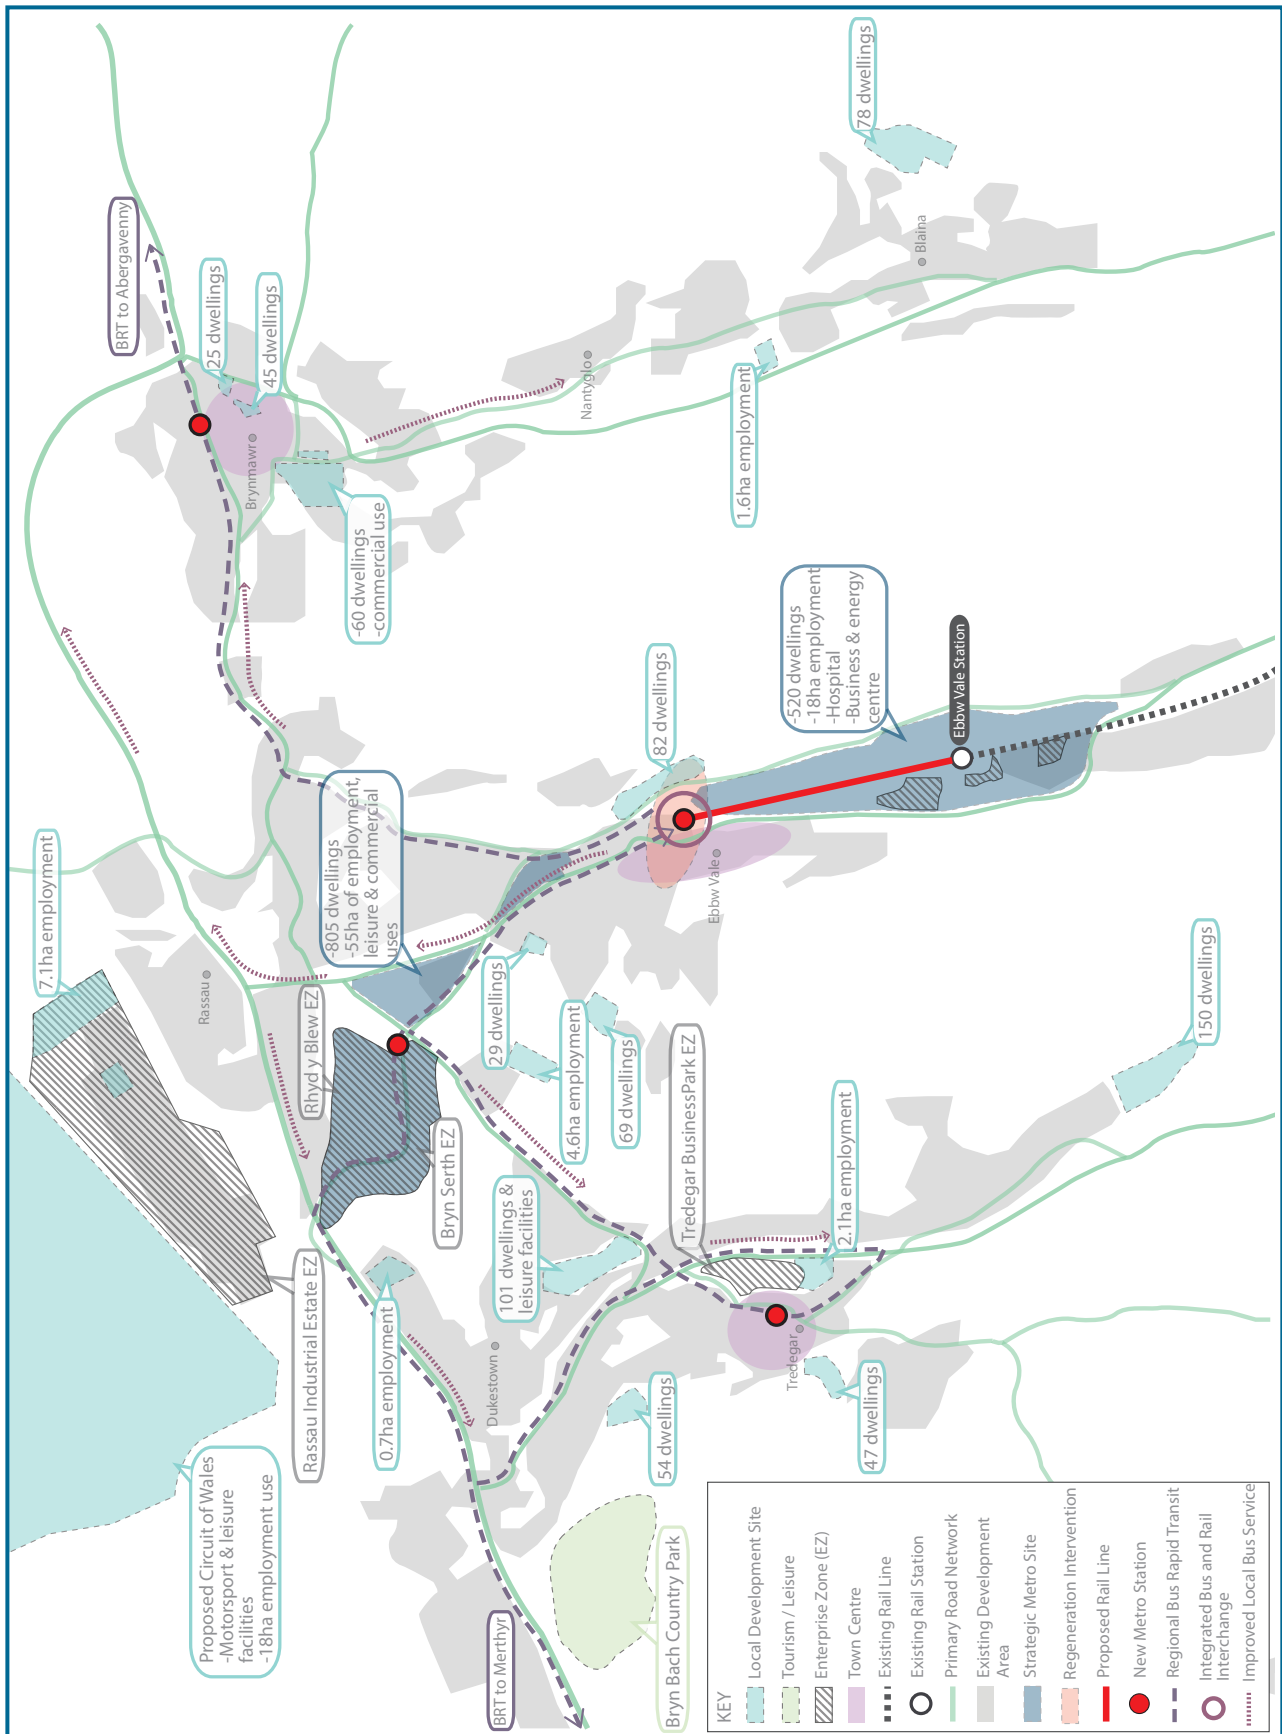 BRT to Abergavenny
25 dwellings
45 dwellings
Brynmawr
-60 dwellings
-commercial use
Nantyglo
78 dwellings
Blaina
1.6ha employment
82 dwellings
-520 dwellings
-18ha employment
-Hospital
-Business & energy
centre
Ebbw Vale Station
Ebbw Vale
7.1ha employment
Rassau
-805 dwellings
-55ha of employment,
leisure & commercial
uses
Rhyd y Blew EZ
Bryn Serth EZ
29 dwellings
4.6ha employment
69 dwellings
Tredegar BusinessPark EZ
2.1ha employment
150 dwellings
101 dwellings &
leisure facilities
Rassau Industrial Estate EZ
0.7ha employment
Dukestown
Tredegar
54 dwellings
47 dwellings
Proposed Circuit of Wales
-Motorsport & leisure
facilities
-18ha employment use
BRT to Merthyr
Bryn Bach Country Park
KEY
Local Development Site
Tourism / Leisure
Enterprise Zone (EZ)
Town Centre
Existing Rail Line
Existing Rail Station
Primary Road Network
Existing Development
Area
Strategic Metro Site
Regeneration Intervention
Proposed Rail Line
New Metro Station
Regional Bus Rapid Transit
Integrated Bus and Rail
Interchange
Improved Local Bus Service